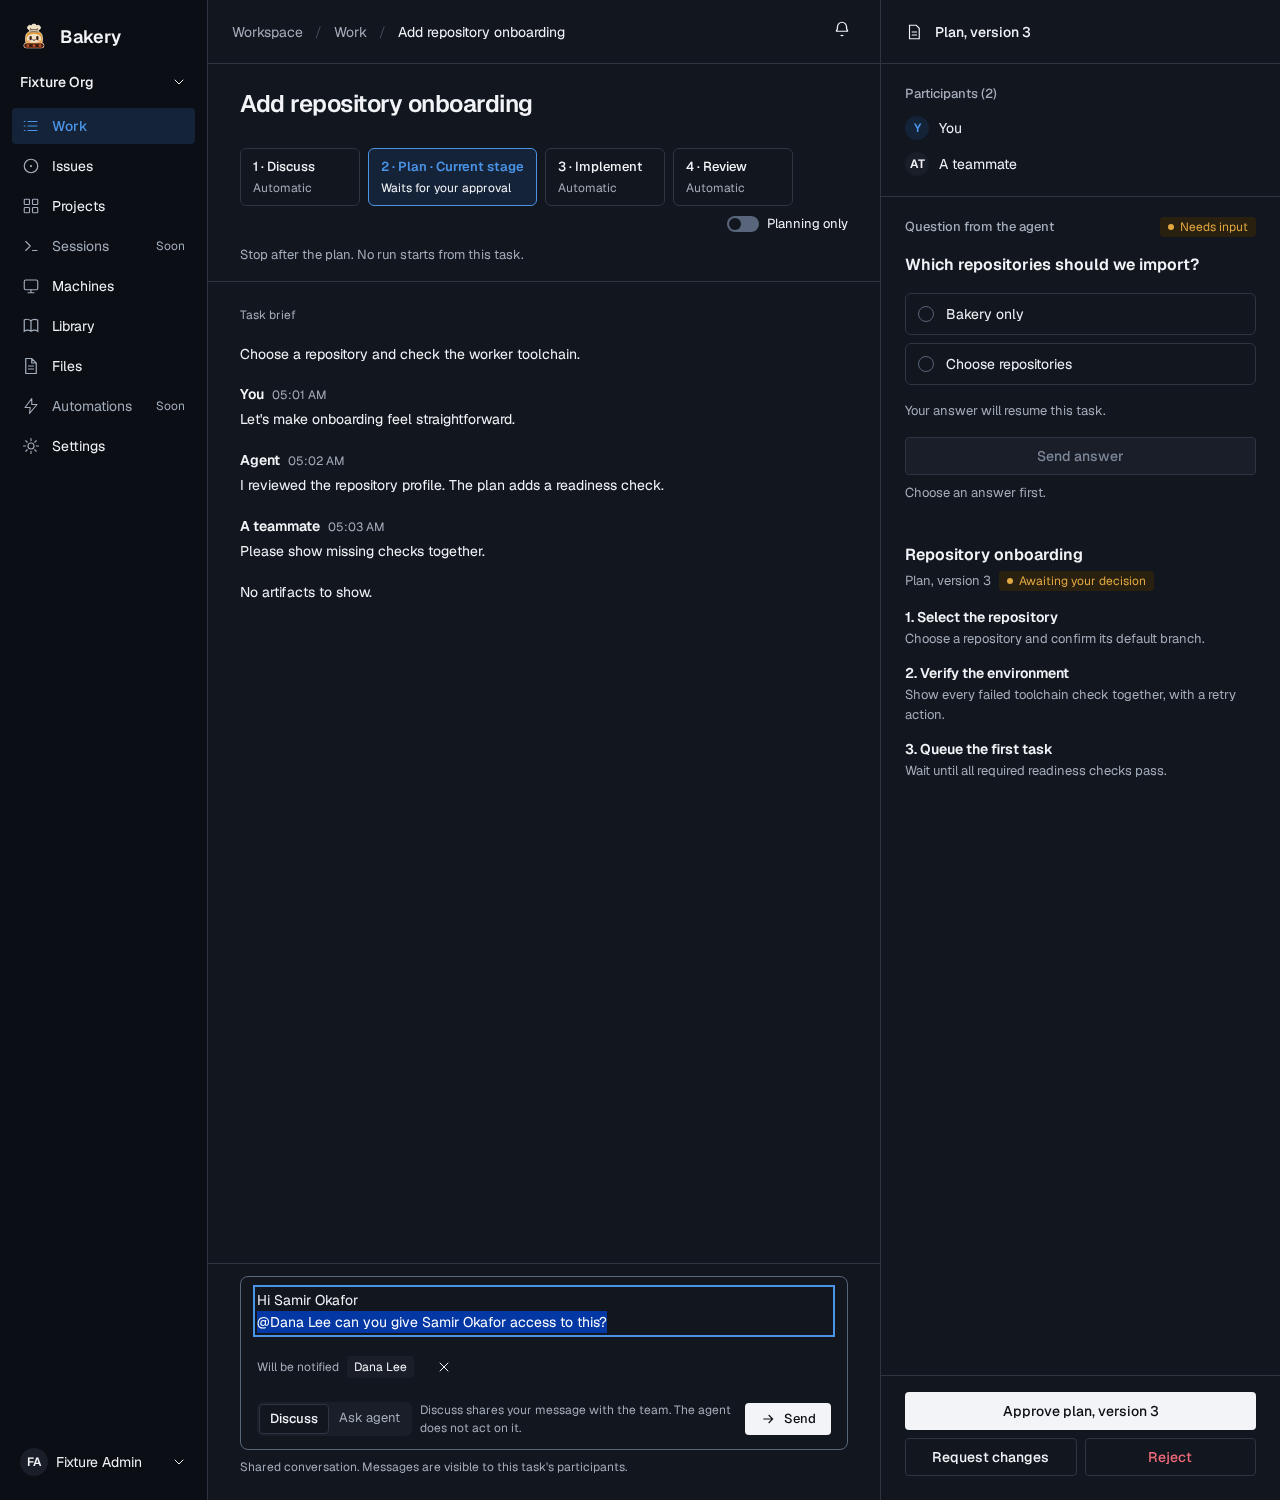 Bakery
Fixture Org
Work
Issues
Projects
Sessions Soon
Machines
Library
Files
Automations Soon
Settings
FA Fixture Admin
Workspace / Work / Add repository onboarding
Add repository onboarding
1 · Discuss
Automatic
2 · Plan · Current stage
Waits for your approval
3 · Implement
Automatic
4 · Review
Automatic
Planning only
Stop after the plan. No run starts from this task.
Task brief
Choose a repository and check the worker toolchain.
You 05:01 AM
Let's make onboarding feel straightforward.
Agent 05:02 AM
I reviewed the repository profile. The plan adds a readiness check.
A teammate 05:03 AM
Please show missing checks together.
No artifacts to show.
Hi Samir Okafor
@Dana Lee can you give Samir Okafor access to this?
Will be notified Dana Lee
Discuss Ask agent
Discuss shares your message with the team. The agent
does not act on it.
Send
Shared conversation. Messages are visible to this task's participants.
Plan, version 3
Participants (2)
Y You
AT A teammate
Question from the agent Needs input
Which repositories should we import?
Bakery only
Choose repositories
Your answer will resume this task.
Send answer
Choose an answer first.
Repository onboarding
Plan, version 3 Awaiting your decision
1. Select the repository
Choose a repository and confirm its default branch.
2. Verify the environment
Show every failed toolchain check together, with a retry
action.
3. Queue the first task
Wait until all required readiness checks pass.
Approve plan, version 3
Request changes Reject